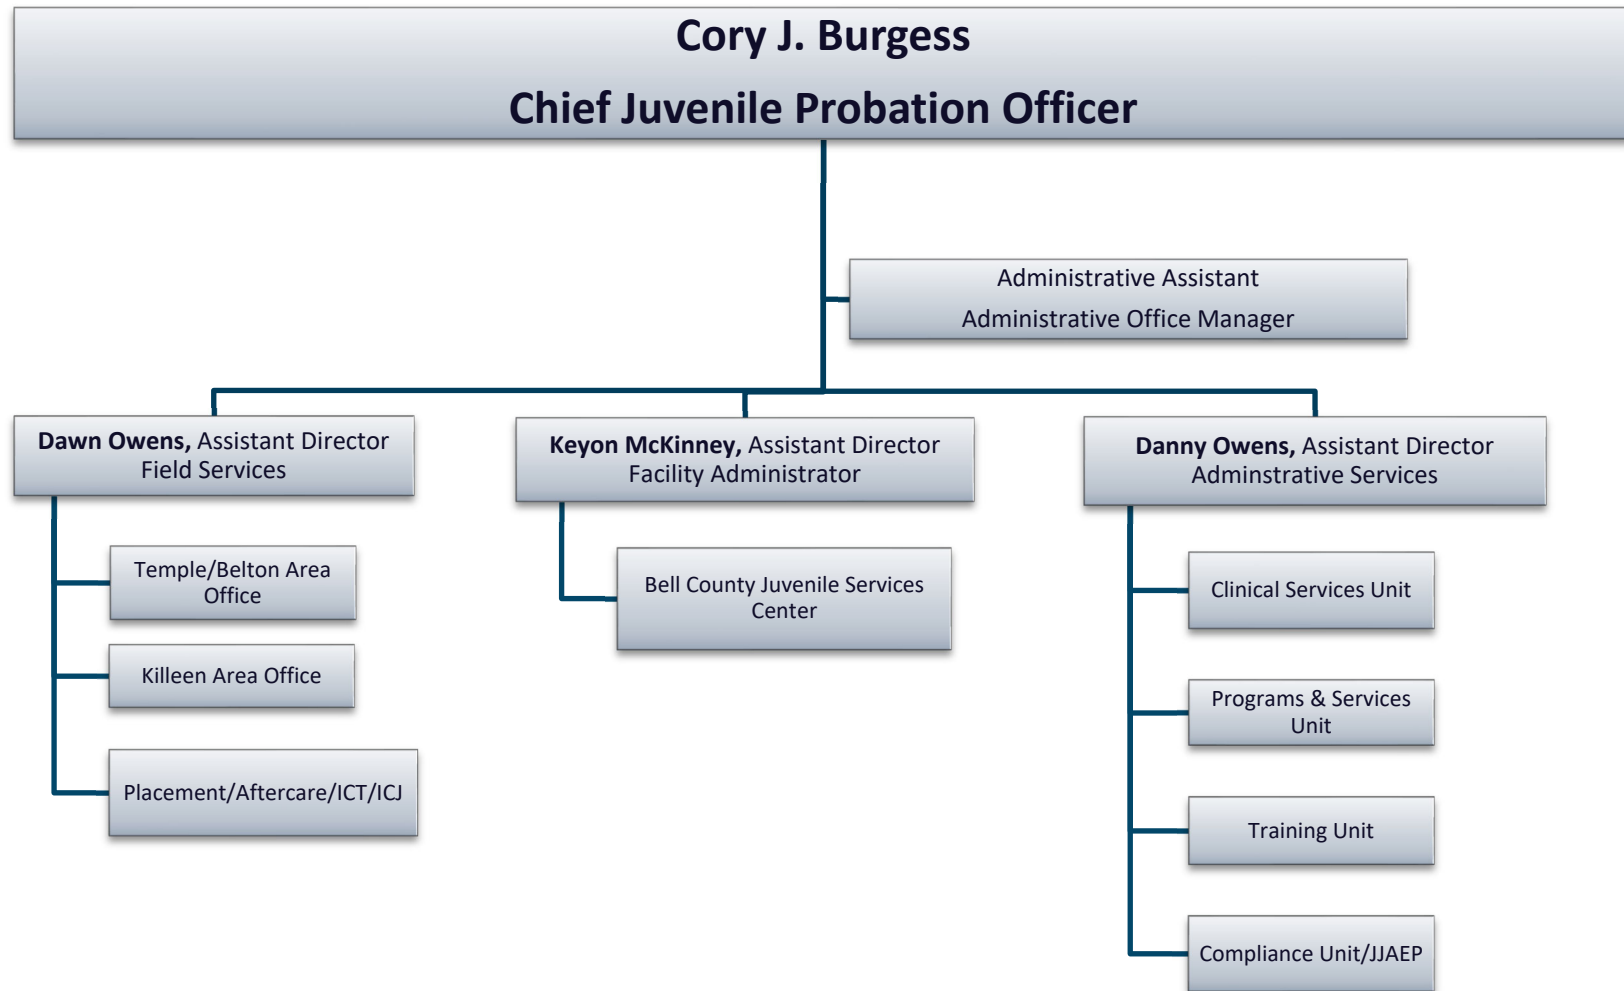 Cory J. Burgess
Chief Juvenile Probation Officer
Administrative Assistant
Administrative Office Manager
Dawn Owens, Assistant Director
Field Services
Temple/Belton Area
Office
Killeen Area Office
Placement/Aftercare/ICT/ICJ
Keyon McKinney, Assistant Director
Facility Administrator
Bell County Juvenile Services
Center
Danny Owens, Assistant Director
Adminstrative Services
Clinical Services Unit
Programs & Services
Unit
Training Unit
Compliance Unit/JJAEP